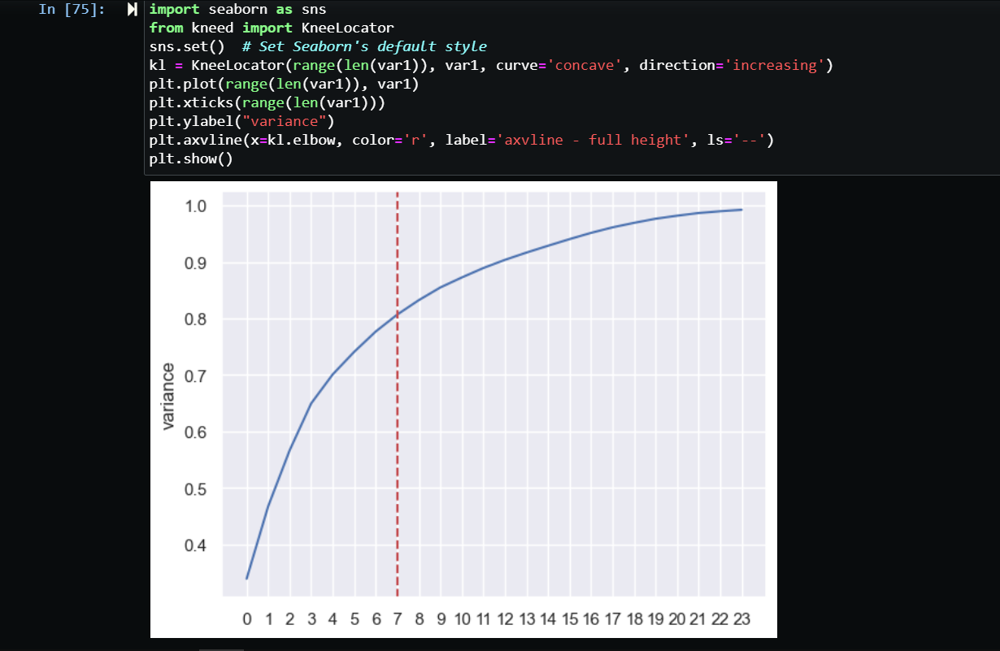 In [75]:
import seaborn as sns
from kneed import KneeLocator
sns.set()  # Set Seaborn's default style
kl = KneeLocator(range(len(var1)), var1, curve='concave', direction='increasing')
plt.plot(range(len(var1)), var1)
plt.xticks(range(len(var1)))
plt.ylabel("variance")
plt.axvline(x=kl.elbow, color='r', label='axvline - full height', ls='--')
plt.show()
1.0
0.9
0.8
0.7
0.6
0.5
0.4
variance
0 1 2 3 4 5 6 7 8 9 10 11 12 13 14 15 16 17 18 19 20 21 22 23